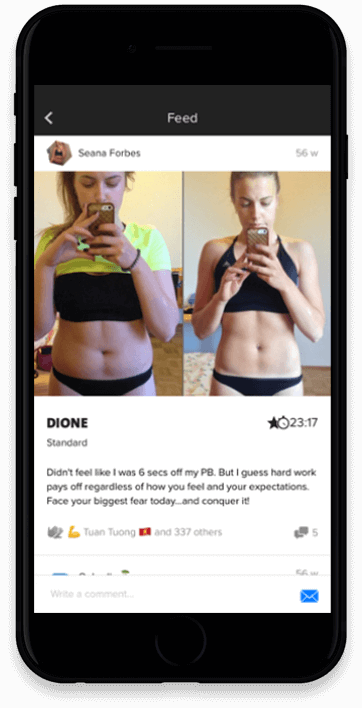 Feed
Seana Forbes
56 w
DIONE
23:17
Standard
Didn't feel like I was 6 secs off my PB. But I guess hard work
pays off regardless of how you feel and your expectations.
Face your biggest fear today...and conquer it!
Tuan Tuong 🇻🇳 and 337 others
5
56 w
Write a comment...